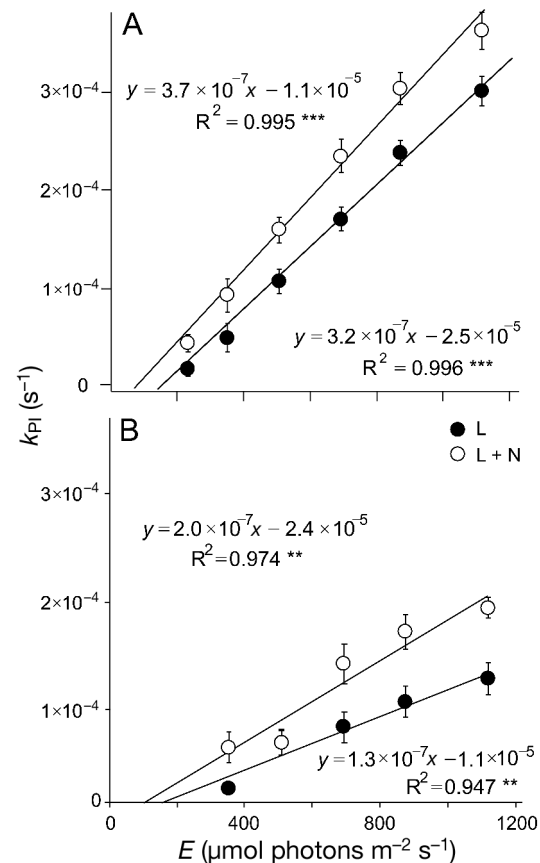 A
3×10⁻⁴
y = 3.7 ×10⁻⁷x − 1.1×10⁻⁵
R² = 0.995 ***
2×10⁻⁴
1×10⁻⁴
y = 3.2 ×10⁻⁷x − 2.5×10⁻⁵
R² = 0.996 ***
0
kPI (s⁻¹)
B
L
L + N
3×10⁻⁴
y = 2.0 ×10⁻⁷x − 2.4 ×10⁻⁵
R² = 0.974 **
2×10⁻⁴
1×10⁻⁴
y = 1.3×10⁻⁷x −1.1×10⁻⁵
R² = 0.947 **
0
0 400 800 1200
E (µmol photons m⁻² s⁻¹)